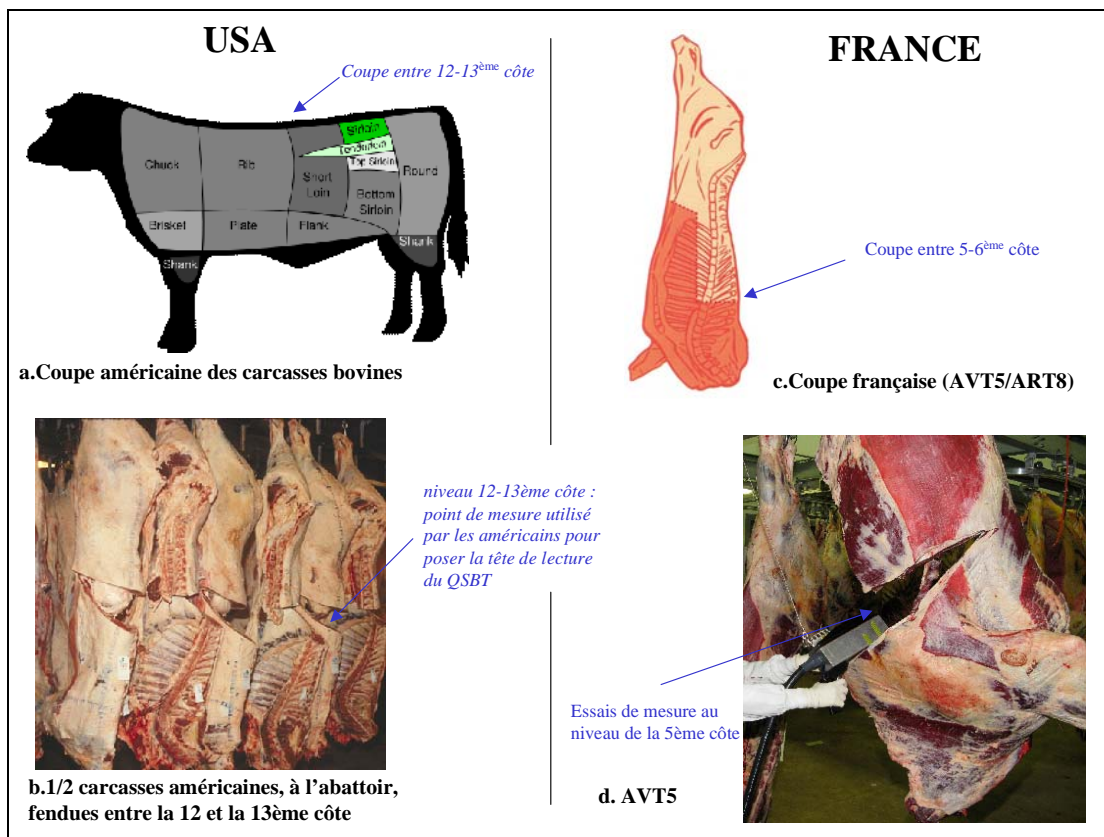 USA
FRANCE
Coupe entre 12-13ème côte
Chuck
Rib
Short
Loin
Sirloin
Tenderloin
Top Sirloin
Bottom
Sirloin
Round
Brisket
Plate
Flank
Shank
Shank
a.Coupe américaine des carcasses bovines
niveau 12-13ème côte :
point de mesure utilisé
par les américains pour
poser la tête de lecture
du QSBT
b.1/2 carcasses américaines, à l'abattoir,
fendues entre la 12 et la 13ème côte
Coupe entre 5-6ème côte
c.Coupe française (AVT5/ART8)
Essais de mesure au
niveau de la 5ème côte
d. AVT5